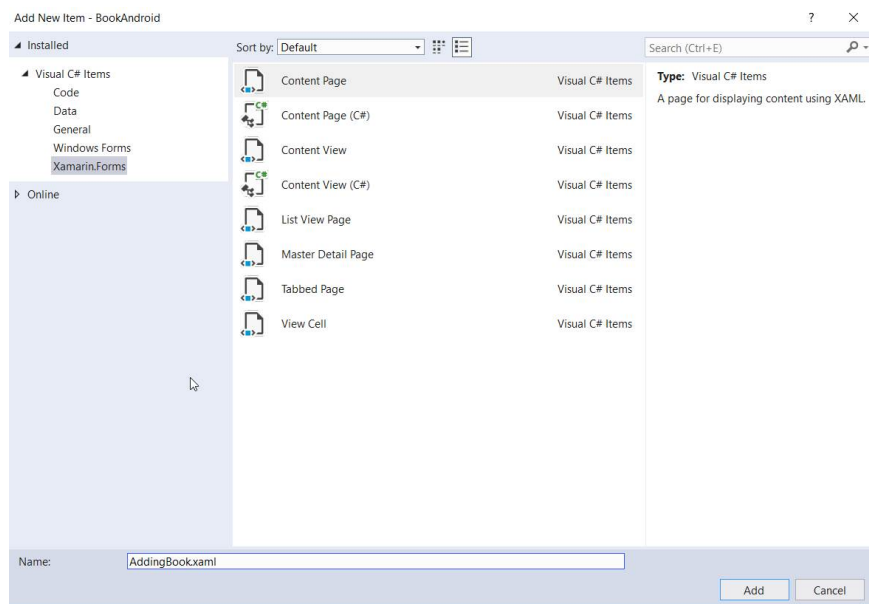 Add New Item - BookAndroid
? ×
Installed
Sort by: Default
Search (Ctrl+E)
Visual C# Items
Code
Data
General
Windows Forms
Xamarin.Forms
Online
Content Page Visual C# Items
Content Page (C#) Visual C# Items
Content View Visual C# Items
Content View (C#) Visual C# Items
List View Page Visual C# Items
Master Detail Page Visual C# Items
Tabbed Page Visual C# Items
View Cell Visual C# Items
Type: Visual C# Items
A page for displaying content using XAML.
Name: AddingBook.xaml
Add Cancel